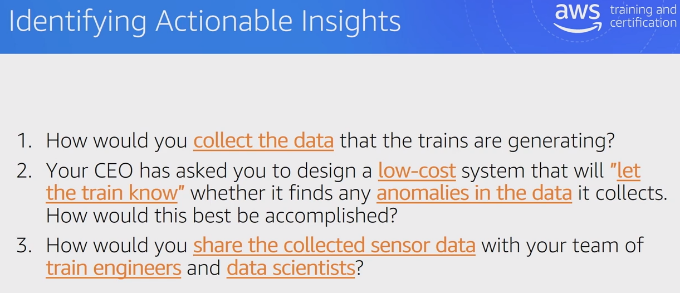 Identifying Actionable Insights
aws training and
certification
1. How would you collect the data that the trains are generating?
2. Your CEO has asked you to design a low-cost system that will "let
the train know" whether it finds any anomalies in the data it collects.
How would this best be accomplished?
3. How would you share the collected sensor data with your team of
train engineers and data scientists?